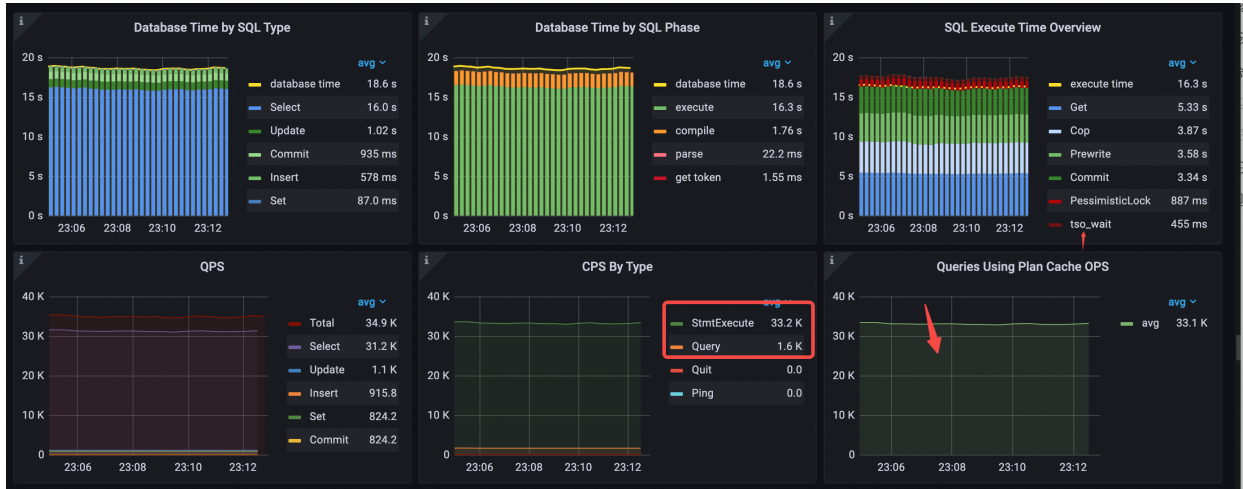 Database Time by SQL Type
20 s
15 s
10 s
5 s
0 s
23:06 23:08 23:10 23:12
avg
database time 18.6 s
Select 16.0 s
Update 1.02 s
Commit 935 ms
Insert 578 ms
Set 87.0 ms
Database Time by SQL Phase
20 s
15 s
10 s
5 s
0 s
23:06 23:08 23:10 23:12
avg
database time 18.6 s
execute 16.3 s
compile 1.76 s
parse 22.2 ms
get token 1.55 ms
SQL Execute Time Overview
20 s
15 s
10 s
5 s
0 s
23:06 23:08 23:10 23:12
avg
execute time 16.3 s
Get 5.33 s
Cop 3.87 s
Prewrite 3.58 s
Commit 3.34 s
PessimisticLock 887 ms
tso_wait 455 ms
QPS
40 K
30 K
20 K
10 K
0
23:06 23:08 23:10 23:12
avg
Total 34.9 K
Select 31.2 K
Update 1.1 K
Insert 915.8
Set 824.2
Commit 824.2
CPS By Type
40 K
30 K
20 K
10 K
0
23:06 23:08 23:10 23:12
avg
StmtExecute 33.2 K
Query 1.6 K
Quit 0.0
Ping 0.0
Queries Using Plan Cache OPS
40 K
30 K
20 K
10 K
0
23:06 23:08 23:10 23:12
avg
avg 33.1 K